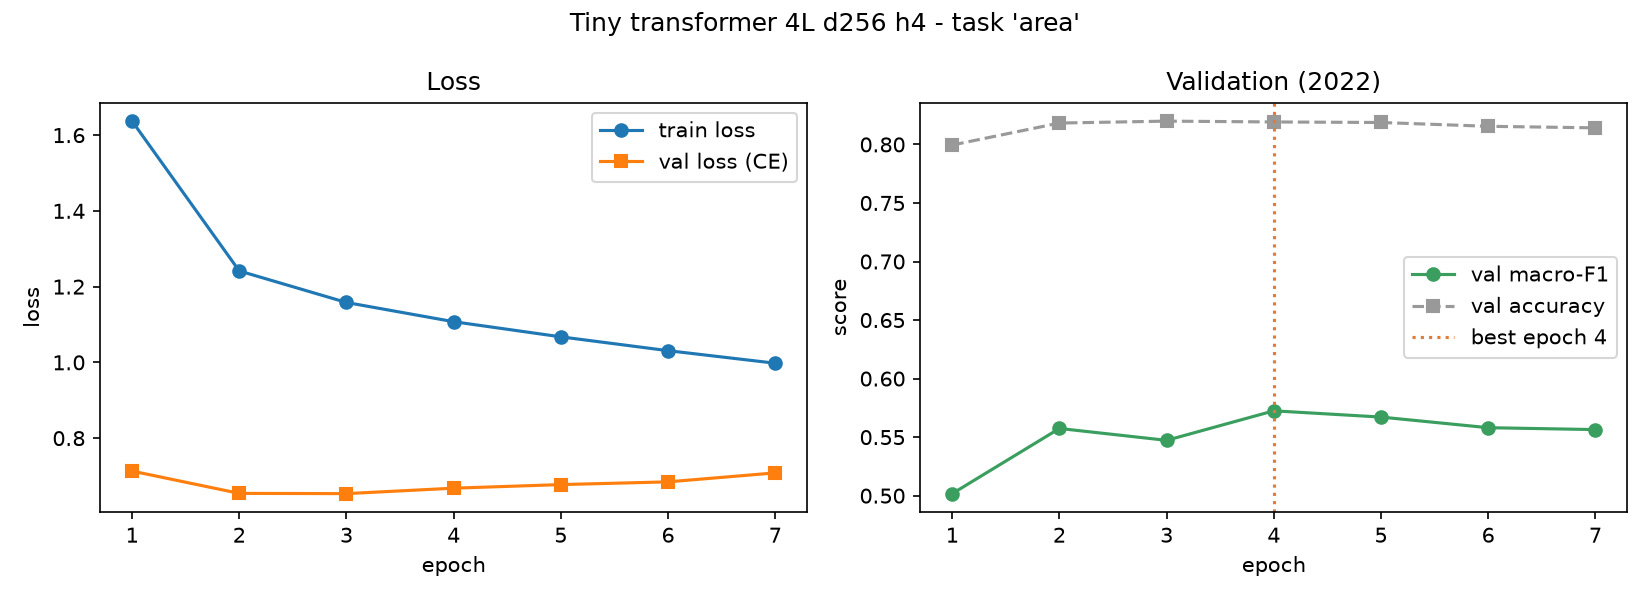 Tiny transformer 4L d256 h4 - task 'area'
Loss
train loss
val loss (CE)
1.6
1.4
1.2
1.0
0.8
loss
1 2 3 4 5 6 7
epoch
Validation (2022)
0.80
0.75
0.70
0.65
0.60
0.55
0.50
score
val macro-F1
val accuracy
best epoch 4
1 2 3 4 5 6 7
epoch